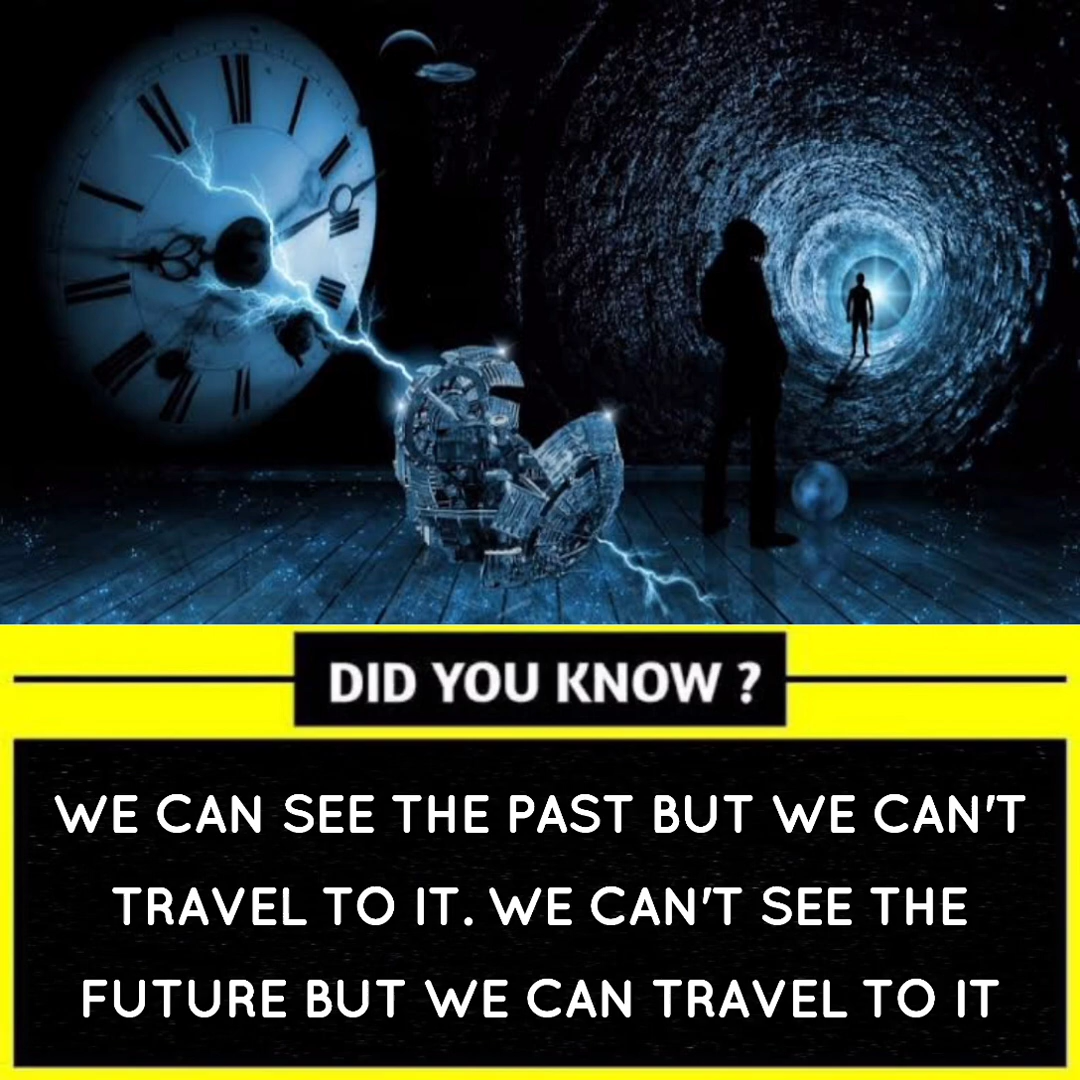 DID YOU KNOW ?
WE CAN SEE THE PAST BUT WE CAN'T
TRAVEL TO IT. WE CAN'T SEE THE
FUTURE BUT WE CAN TRAVEL TO IT